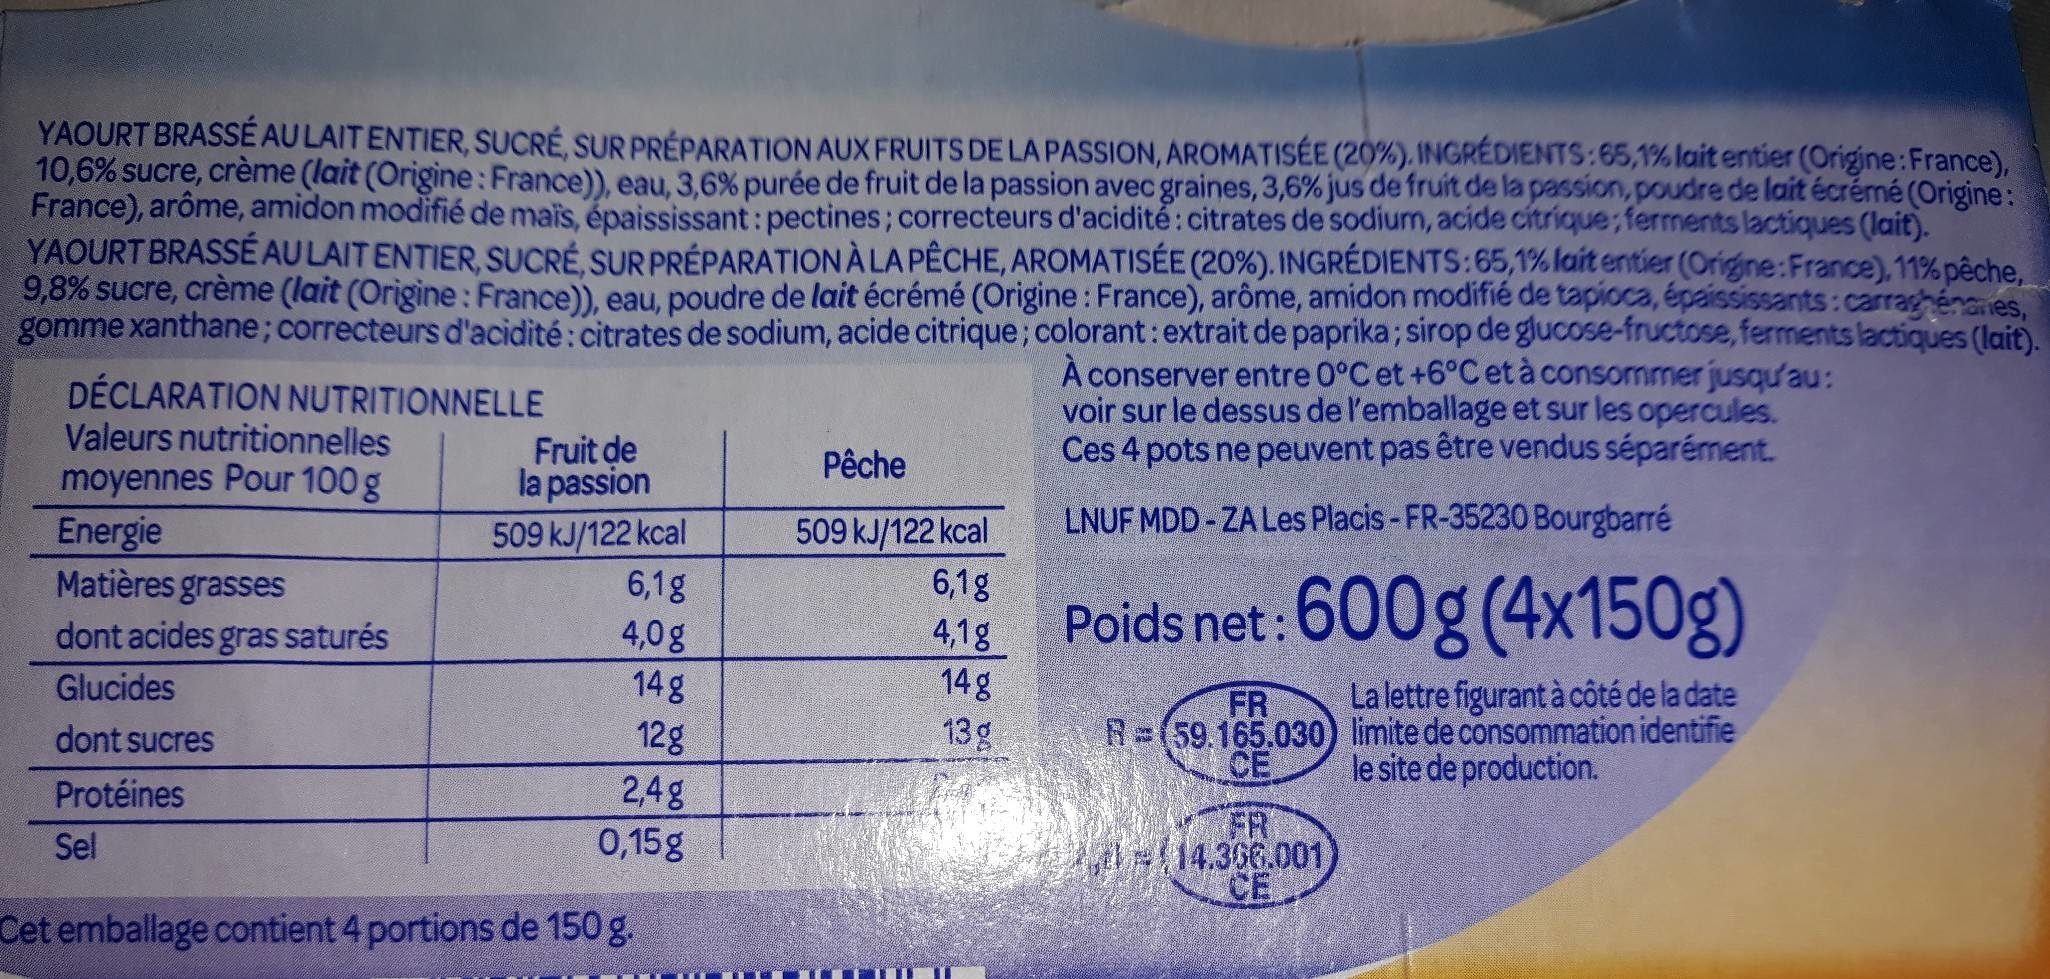 YAOURT BRASSÉ AU LAIT ENTIER, SUCRÉ, SUR PRÉPARATION AUX FRUITS DE LA PASSION, AROMATISÉE (20%). INGRÉDIENTS : 65,1% lait entier (Origine : France),
10,6% sucre, crème (lait (Origine : France)), eau, 3,6% purée de fruit de la passion avec graines, 3,6% jus de fruit de la passion, poudre de lait écrémé (Origine :
France), arôme, amidon modifié de maïs, épaississant : pectines ; correcteurs d'acidité : citrates de sodium, acide citrique ; ferments lactiques (lait).
YAOURT BRASSÉ AU LAIT ENTIER, SUCRÉ, SUR PRÉPARATION À LA PÊCHE, AROMATISÉE (20%). INGRÉDIENTS : 65,1% lait entier (Origine : France), 11% pêche,
9,8% sucre, crème (lait (Origine : France)), eau, poudre de lait écrémé (Origine : France), arôme, amidon modifié de tapioca, épaississants : carraghénanes,
gomme xanthane ; correcteurs d'acidité : citrates de sodium, acide citrique ; colorant : extrait de paprika ; sirop de glucose-fructose, ferments lactiques (lait).
À conserver entre 0°C et +6°C et à consommer jusqu'au :
voir sur le dessus de l'emballage et sur les opercules.
Ces 4 pots ne peuvent pas être vendus séparément.
LNUF MDD - ZA Les Placis - FR-35230 Bourgbarré
Poids net : 600g (4x150g)
DÉCLARATION NUTRITIONNELLE
Valeurs nutritionnelles moyennes Pour 100 g Fruit de la passion Pêche
Energie 509 kJ/122 kcal 509 kJ/122 kcal
Matières grasses 6,1 g 6,1 g
dont acides gras saturés 4,0 g 4,1 g
Glucides 14 g 14 g
dont sucres 12 g 13 g
Protéines 2,4 g
Sel 0,15 g
Cet emballage contient 4 portions de 150 g.
FR
R = 59.165.030
CE
La lettre figurant à côté de la date
limite de consommation identifie
le site de production.
FR
= 14.366.001
CE